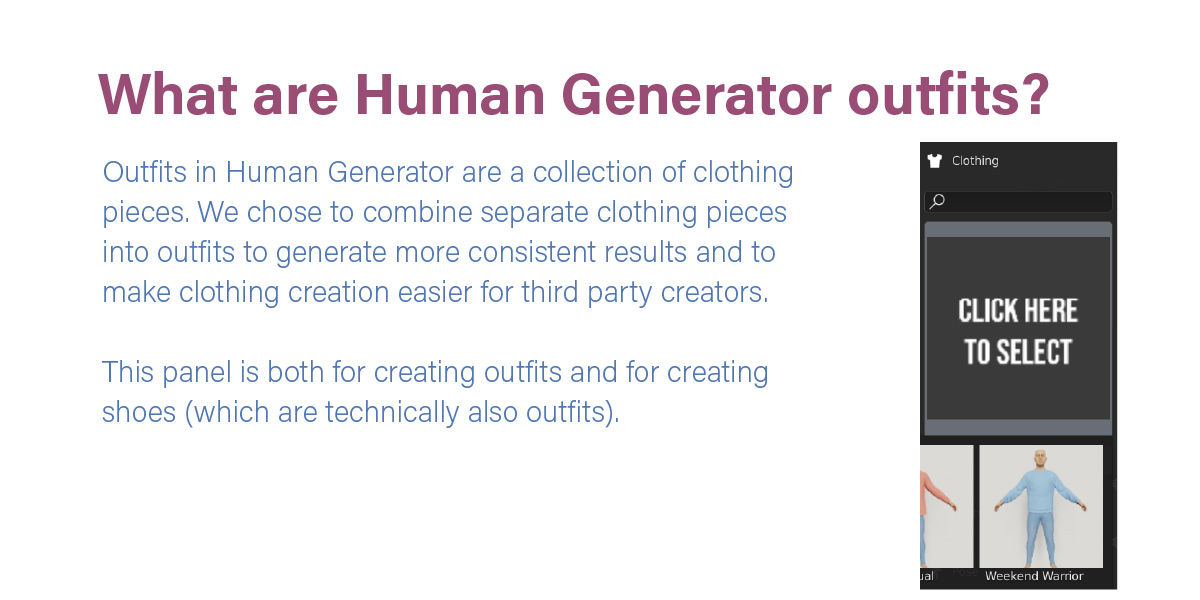 What are Human Generator outfits?
Outfits in Human Generator are a collection of clothing
pieces. We chose to combine separate clothing pieces
into outfits to generate more consistent results and to
make clothing creation easier for third party creators.
This panel is both for creating outfits and for creating
shoes (which are technically also outfits).
Clothing
CLICK HERE
TO SELECT
ual
Weekend Warrior